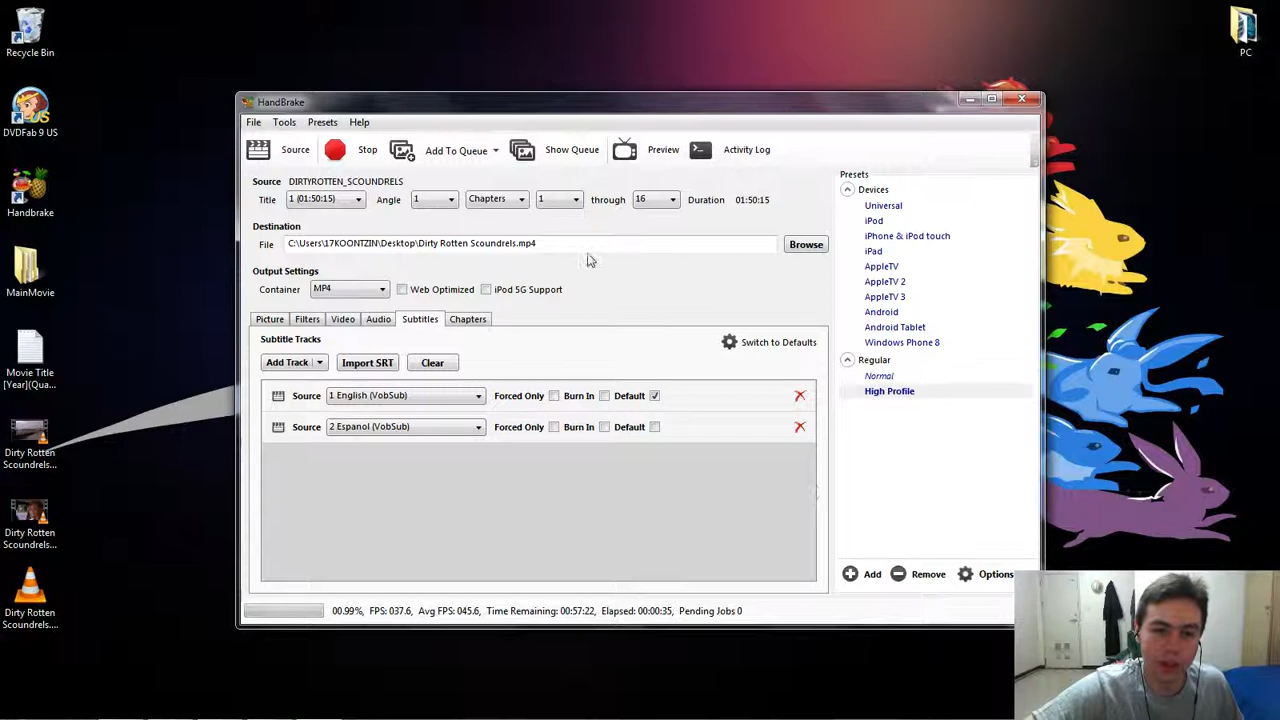 Recycle Bin
DVDFab 9 US
Handbrake
MainMovie
Movie Title
[Year](Qua...
Dirty Rotten
Scoundrels...
Dirty Rotten
Scoundrels...
Dirty Rotten
Scoundrels....
PC
HandBrake
File Tools Presets Help
Source Stop Add To Queue Show Queue Preview Activity Log
Source DIRTYROTTEN_SCOUNDRELS
Title 1 (01:50:15) Angle 1 Chapters 1 through 16 Duration 01:50:15
Destination
File C:\Users\17KOONTZIN\Desktop\Dirty Rotten Scoundrels.mp4 Browse
Output Settings
Container MP4 Web Optimized iPod 5G Support
Picture Filters Video Audio Subtitles Chapters
Subtitle Tracks Switch to Defaults
Add Track Import SRT Clear
Source 1 English (VobSub) Forced Only Burn In Default
Source 2 Espanol (VobSub) Forced Only Burn In Default
Presets
Devices
Universal
iPod
iPhone & iPod touch
iPad
AppleTV
AppleTV 2
AppleTV 3
Android
Android Tablet
Windows Phone 8
Regular
Normal
High Profile
Add Remove Options
00.99%, FPS: 037.6, Avg FPS: 045.6, Time Remaining: 00:57:22, Elapsed: 00:00:35, Pending Jobs 0